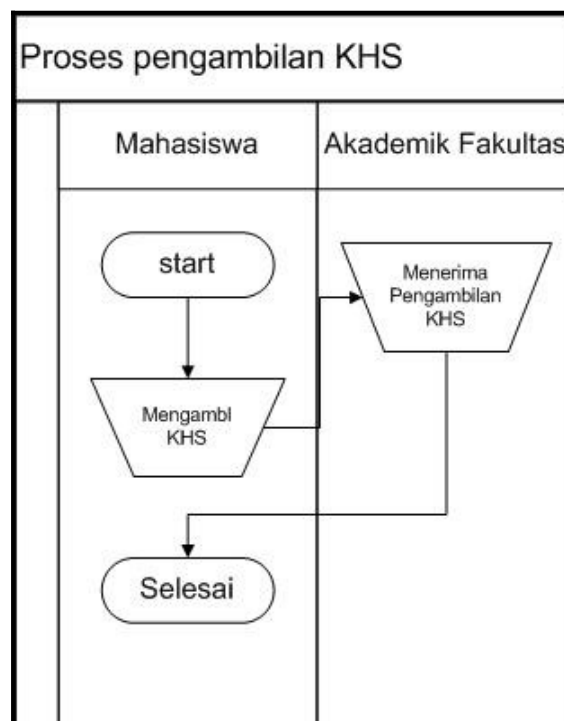 Proses pengambilan KHS
Mahasiswa
Akademik Fakultas
start
Menerima
Pengambilan
KHS
Mengambl
KHS
Selesai